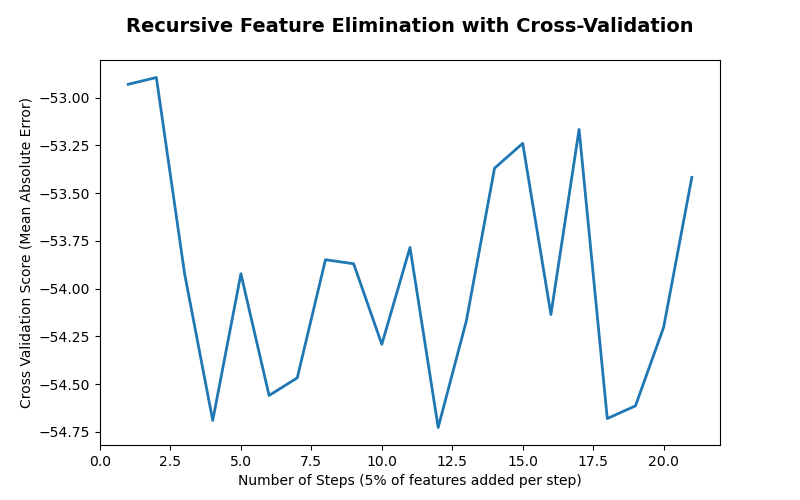 Recursive Feature Elimination with Cross-Validation
Cross Validation Score (Mean Absolute Error)
−53.00
−53.25
−53.50
−53.75
−54.00
−54.25
−54.50
−54.75
0.0 2.5 5.0 7.5 10.0 12.5 15.0 17.5 20.0
Number of Steps (5% of features added per step)